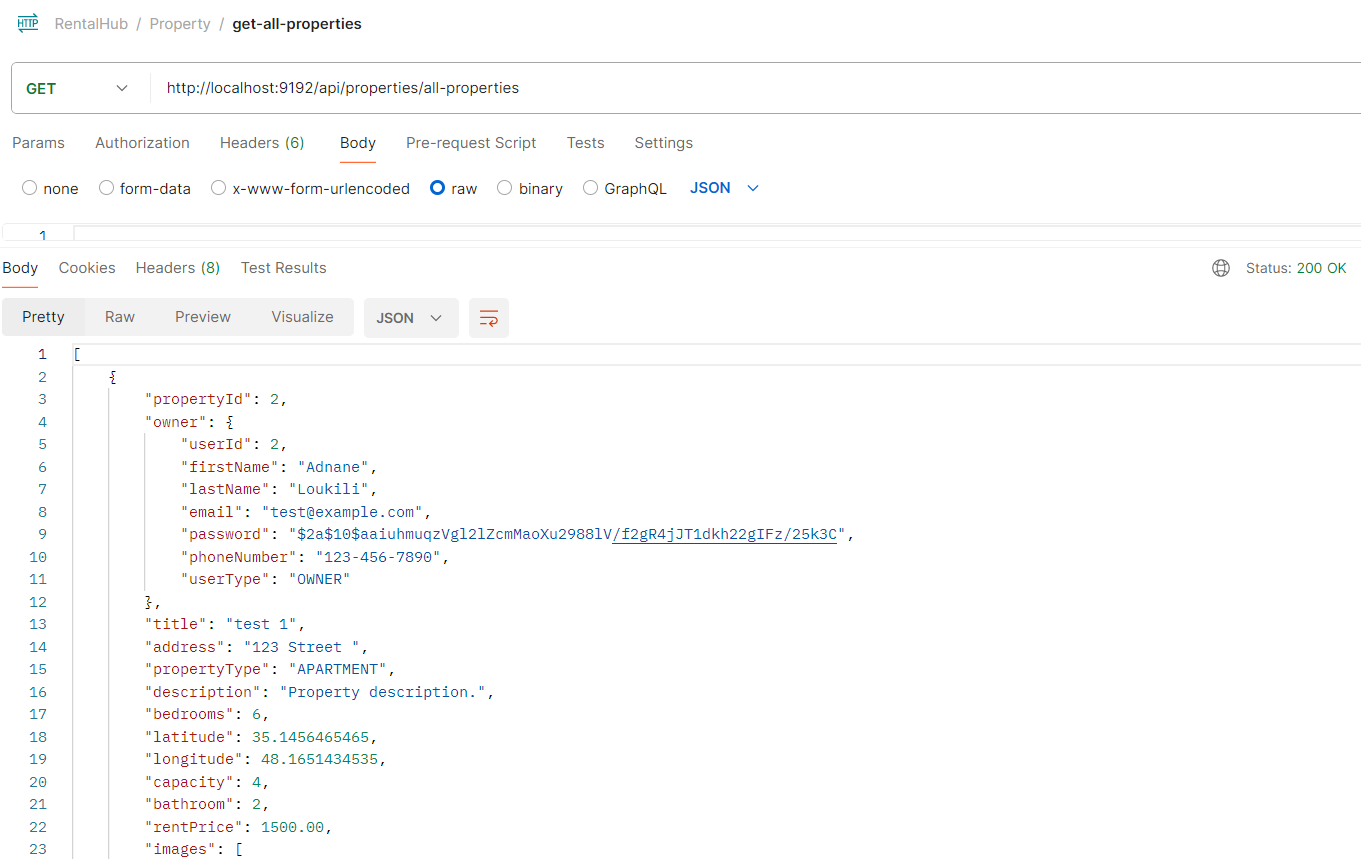 HTTP RentalHub / Property / get-all-properties
GET http://localhost:9192/api/properties/all-properties
Params Authorization Headers (6) Body Pre-request Script Tests Settings
none form-data x-www-form-urlencoded raw binary GraphQL JSON
1
Body Cookies Headers (8) Test Results Status: 200 OK
Pretty Raw Preview Visualize JSON
1 [
2 {
3 "propertyId": 2,
4 "owner": {
5 "userId": 2,
6 "firstName": "Adnane",
7 "lastName": "Loukili",
8 "email": "test@example.com",
9 "password": "$2a$10$aaiuhmuqzVgl2lZcmMaoXu2988lV/f2gR4jJT1dkh22gIFz/25k3C",
10 "phoneNumber": "123-456-7890",
11 "userType": "OWNER"
12 },
13 "title": "test 1",
14 "address": "123 Street ",
15 "propertyType": "APARTMENT",
16 "description": "Property description.",
17 "bedrooms": 6,
18 "latitude": 35.1456465465,
19 "longitude": 48.1651434535,
20 "capacity": 4,
21 "bathroom": 2,
22 "rentPrice": 1500.00,
23 "images": [